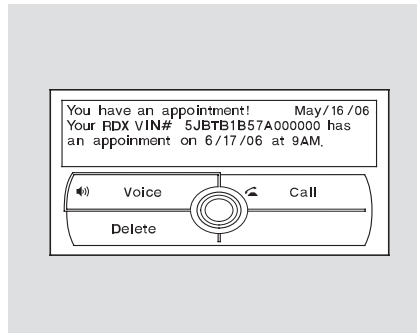 You have an appointment! May/16/06
Your RDX VIN# 5JBTB1B57A000000 has
an appoinment on 6/17/06 at 9AM.
Voice Call
Delete